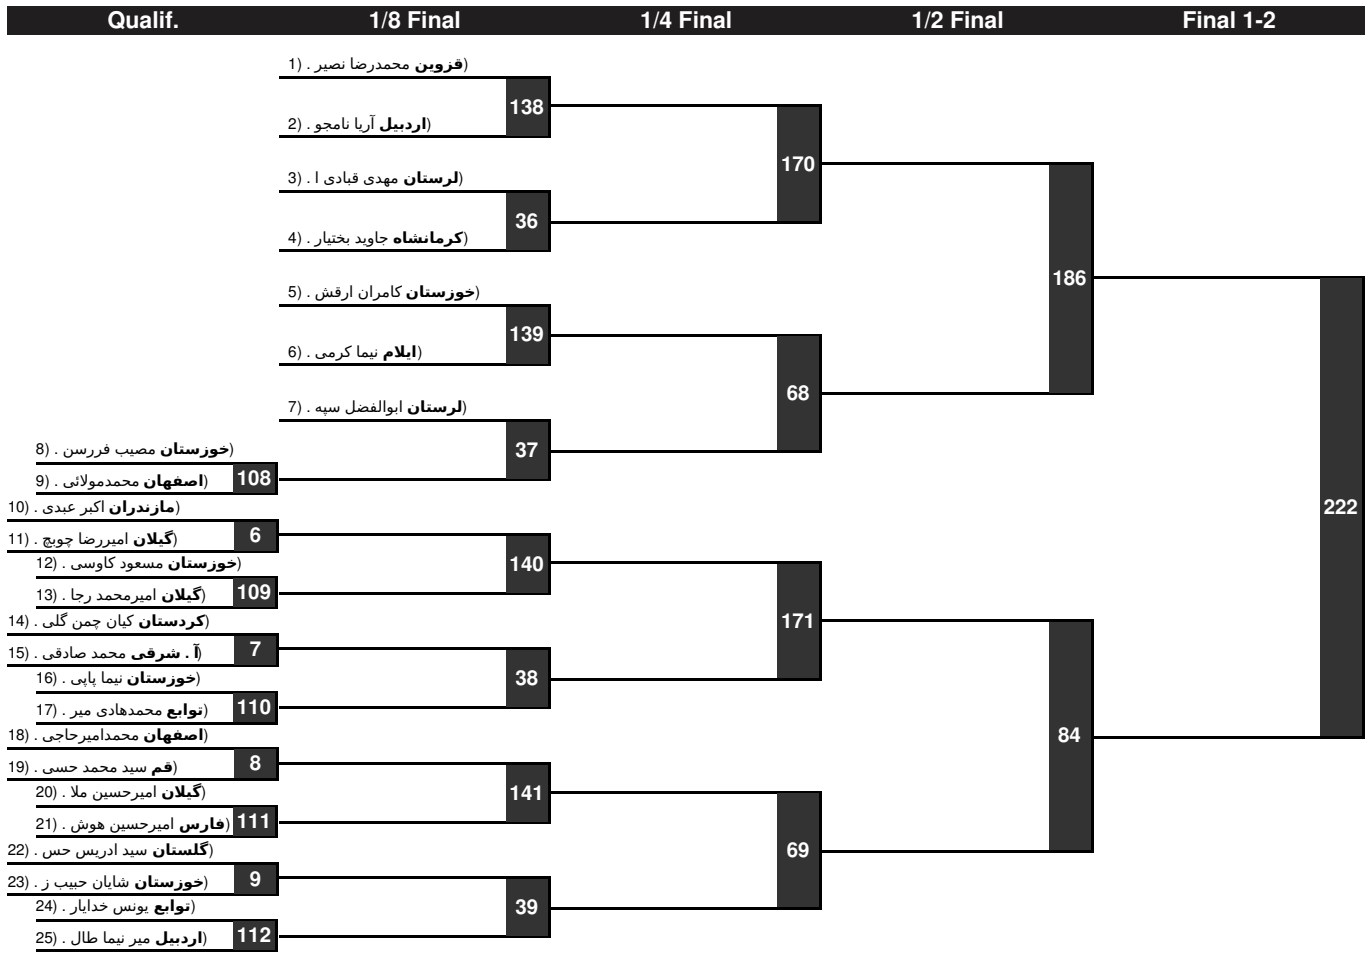 Qualif. 1/8 Final 1/4 Final 1/2 Final Final 1-2
1) . محمدرضا نصیر قزوین)
138
2) . آریا نامجو اردبیل)
170
3) . مهدی قبادی ا لرستان)
36
4) . جاوید بختیار کرمانشاه)
186
5) . کامران ارقش خوزستان)
139
6) . نیما کرمی ایلام)
68
7) . ابوالفضل سپه لرستان)
37
8) . مصیب فررسن خوزستان)
108
9) . محمدمولائی اصفهان)
222
10) . اکبر عبدی مازندران)
6
11) . امیررضا چوبچ گیلان)
140
12) . مسعود کاوسی خوزستان)
109
13) . امیرمحمد رجا گیلان)
171
14) . کیان چمن گلی کردستان)
7
15) . محمد صادقی آ . شرقی)
38
16) . نیما پاپی خوزستان)
110
17) . محمدهادی میر توابع)
84
18) . محمدامیرحاجی اصفهان)
8
19) . سید محمد حسی قم)
141
20) . امیرحسین ملا گیلان)
111
21) . امیرحسین هوش فارس)
69
22) . سید ادریس حس گلستان)
9
23) . شایان حبیب ز خوزستان)
39
24) . یونس خدایار توابع)
112
25) . میر نیما طال اردبیل)